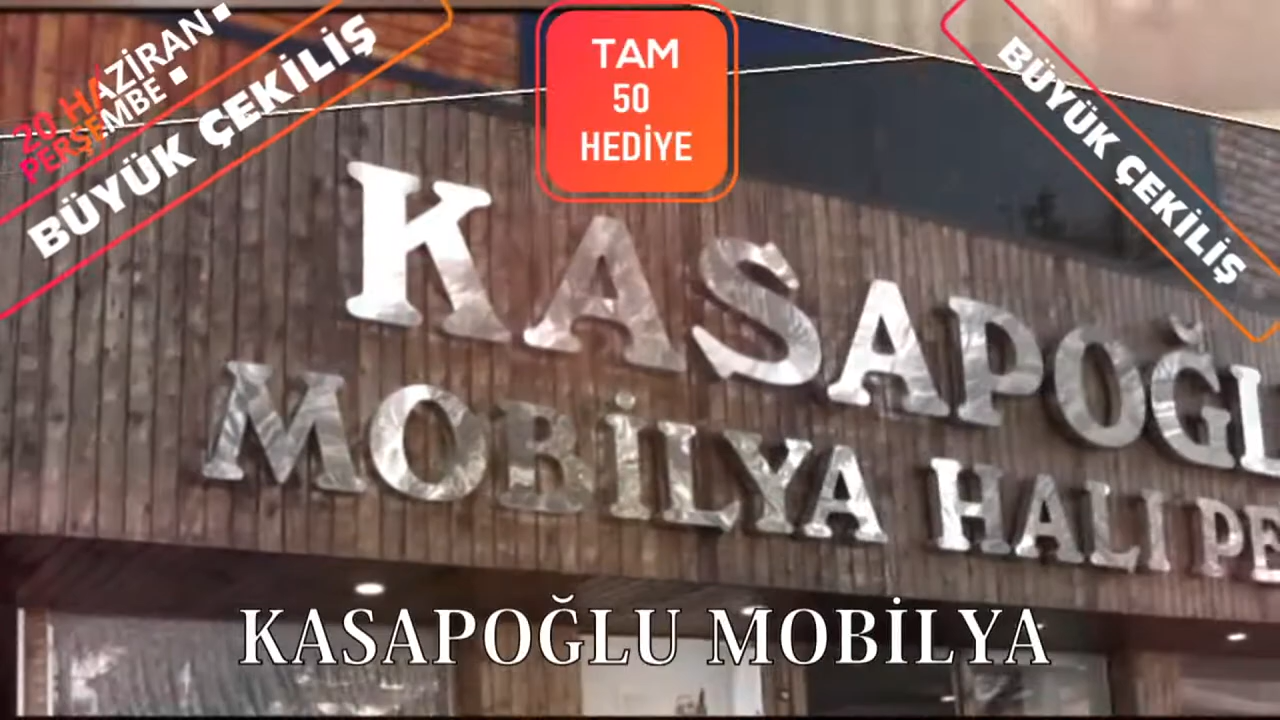 20 HAZİRAN
PERŞEMBE
BÜYÜK ÇEKİLİŞ
TAM
50
HEDİYE
BÜYÜK ÇEKİLİŞ
KASAPOĞL
MOBİLYA HALI PE
KASAPOĞLU MOBİLYA